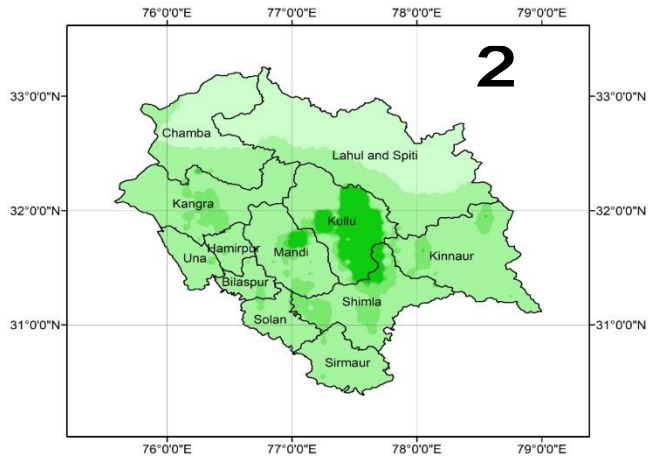 76°0'0"E 77°0'0"E 78°0'0"E 79°0'0"E
2
33°0'0"N 33°0'0"N
Chamba
Lahul and Spiti
Kangra
32°0'0"N 32°0'0"N
Kullu
Hamirpur
Mandi
Una
Kinnaur
Bilaspur
Shimla
Solan
31°0'0"N 31°0'0"N
Sirmaur
76°0'0"E 77°0'0"E 78°0'0"E 79°0'0"E